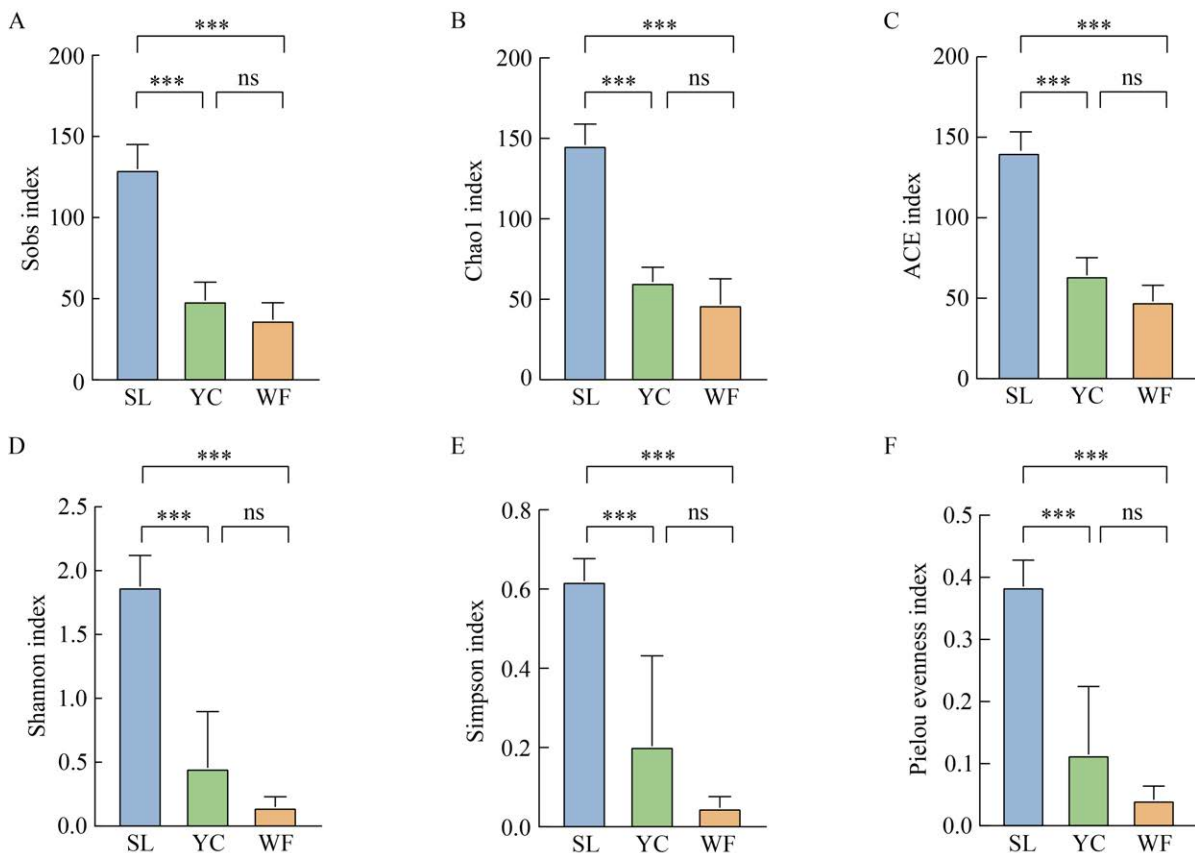 A
***
*** ns
200
150
100
50
0
Sobs index
SL YC WF
B
***
*** ns
200
150
100
50
0
Chao1 index
SL YC WF
C
***
*** ns
200
150
100
50
0
ACE index
SL YC WF
D
***
*** ns
2.5
2.0
1.5
1.0
0.5
0.0
Shannon index
SL YC WF
E
***
*** ns
0.8
0.6
0.4
0.2
0.0
Simpson index
SL YC WF
F
***
*** ns
0.5
0.4
0.3
0.2
0.1
0.0
Pielou evenness index
SL YC WF